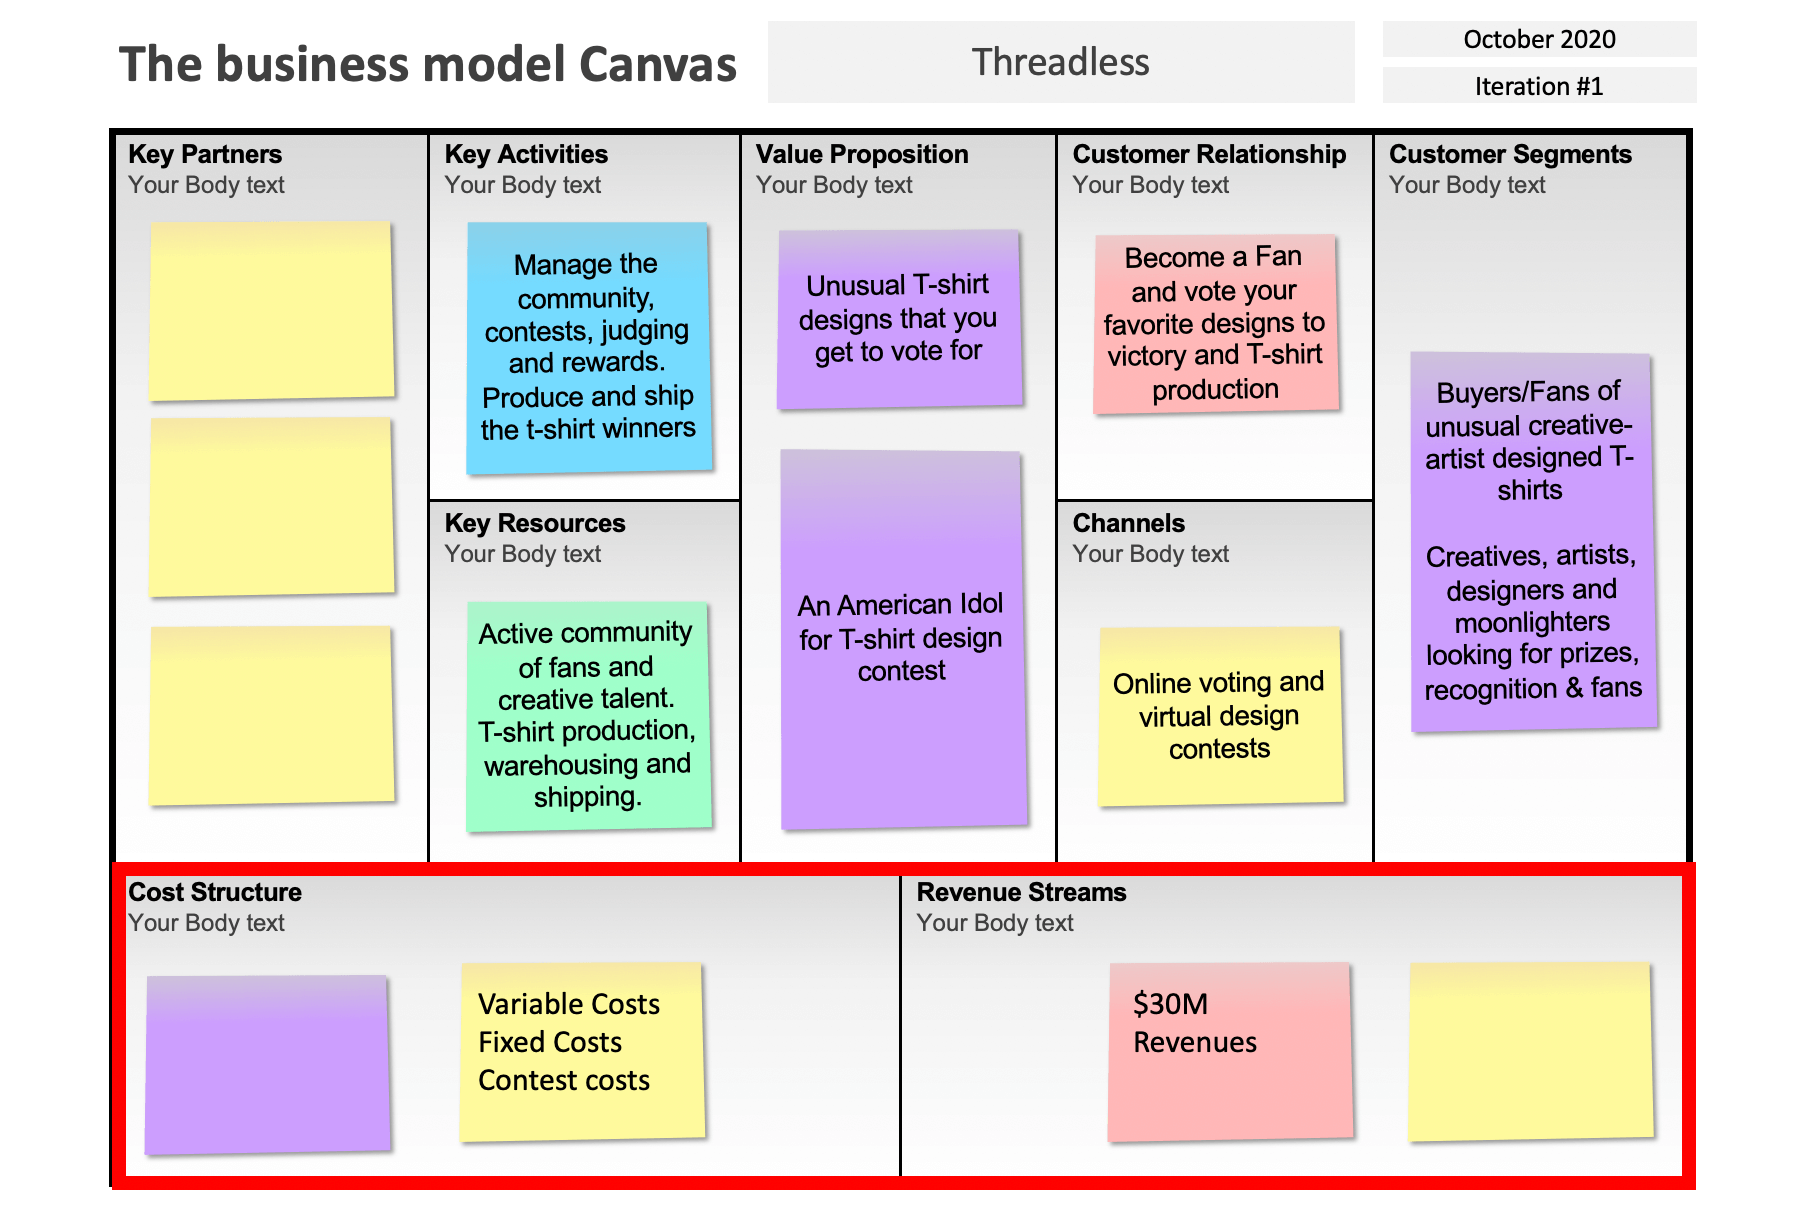 The business model Canvas
Threadless
October 2020
Iteration #1
Key Partners
Your Body text
Key Activities
Your Body text
Manage the
community,
contests, judging
and rewards.
Produce and ship
the t-shirt winners
Key Resources
Your Body text
Active community
of fans and
creative talent.
T-shirt production,
warehousing and
shipping.
Value Proposition
Your Body text
Unusual T-shirt
designs that you
get to vote for
An American Idol
for T-shirt design
contest
Customer Relationship
Your Body text
Become a Fan
and vote your
favorite designs to
victory and T-shirt
production
Channels
Your Body text
Online voting and
virtual design
contests
Customer Segments
Your Body text
Buyers/Fans of
unusual creative-
artist designed T-
shirts
Creatives, artists,
designers and
moonlighters
looking for prizes,
recognition & fans
Cost Structure
Your Body text
Variable Costs
Fixed Costs
Contest costs
Revenue Streams
Your Body text
$30M
Revenues